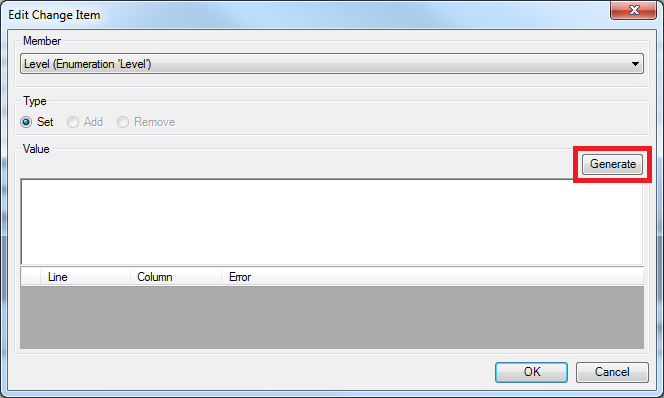 Edit Change Item
Member
Level (Enumeration 'Level')
Type
Set Add Remove
Value
Generate
Line Column Error
OK Cancel